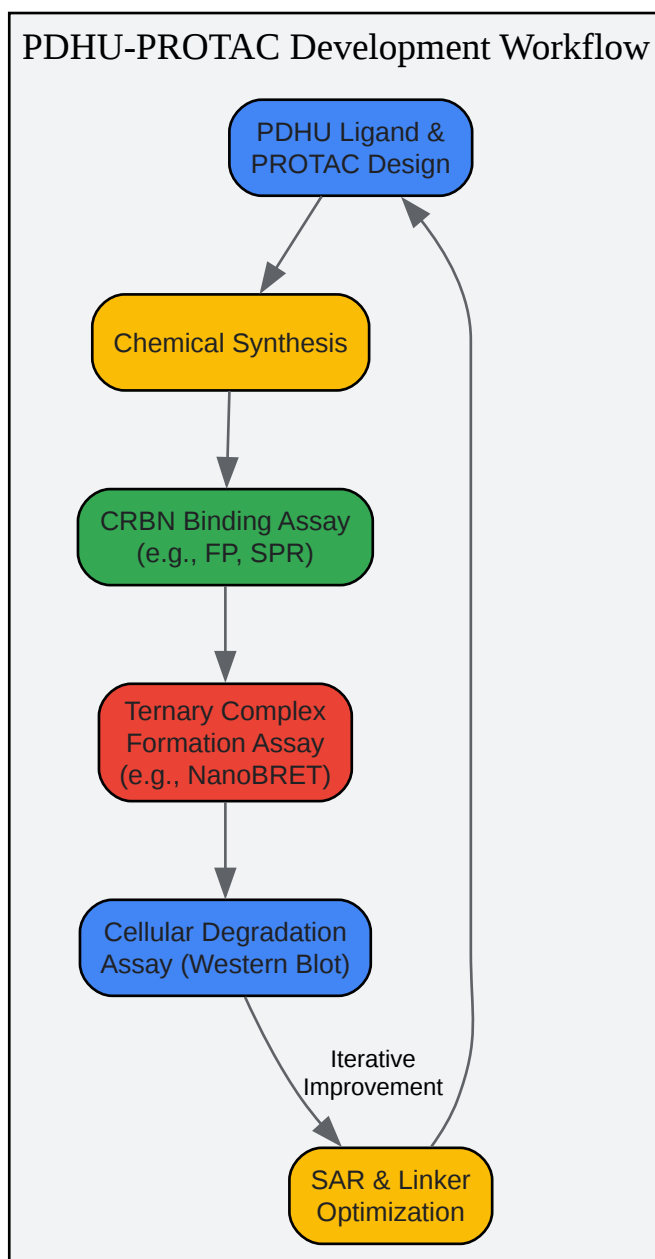 PDHU-PROTAC Development Workflow
PDHU Ligand &
PROTAC Design
Chemical Synthesis
CRBN Binding Assay
(e.g., FP, SPR)
Ternary Complex
Formation Assay
(e.g., NanoBRET)
Cellular Degradation
Assay (Western Blot)
Iterative
Improvement
SAR & Linker
Optimization